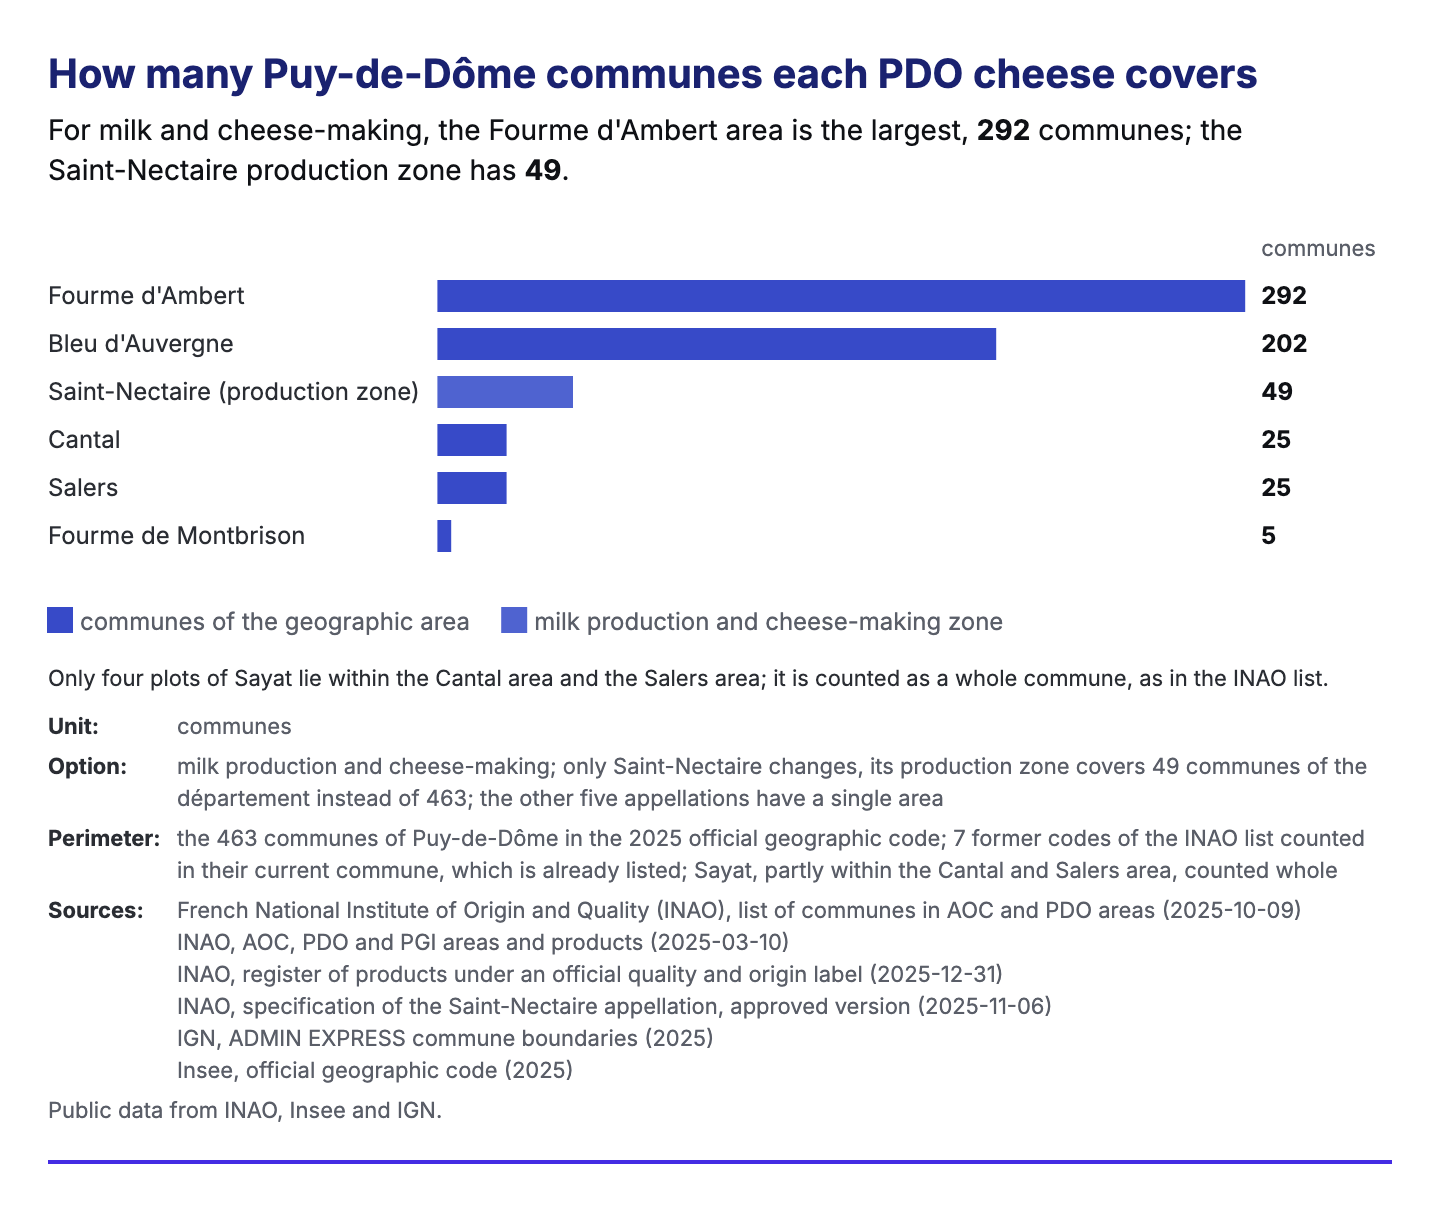 How many Puy-de-Dôme communes each PDO cheese covers
For milk and cheese-making, the Fourme d'Ambert area is the largest, 292 communes; the
Saint-Nectaire production zone has 49.
communes
Fourme d'Ambert 292
Bleu d'Auvergne 202
Saint-Nectaire (production zone) 49
Cantal 25
Salers 25
Fourme de Montbrison 5
communes of the geographic area milk production and cheese-making zone
Only four plots of Sayat lie within the Cantal area and the Salers area; it is counted as a whole commune, as in the INAO list.
Unit: communes
Option: milk production and cheese-making; only Saint-Nectaire changes, its production zone covers 49 communes of the
département instead of 463; the other five appellations have a single area
Perimeter: the 463 communes of Puy-de-Dôme in the 2025 official geographic code; 7 former codes of the INAO list counted
in their current commune, which is already listed; Sayat, partly within the Cantal and Salers area, counted whole
Sources: French National Institute of Origin and Quality (INAO), list of communes in AOC and PDO areas (2025-10-09)
INAO, AOC, PDO and PGI areas and products (2025-03-10)
INAO, register of products under an official quality and origin label (2025-12-31)
INAO, specification of the Saint-Nectaire appellation, approved version (2025-11-06)
IGN, ADMIN EXPRESS commune boundaries (2025)
Insee, official geographic code (2025)
Public data from INAO, Insee and IGN.